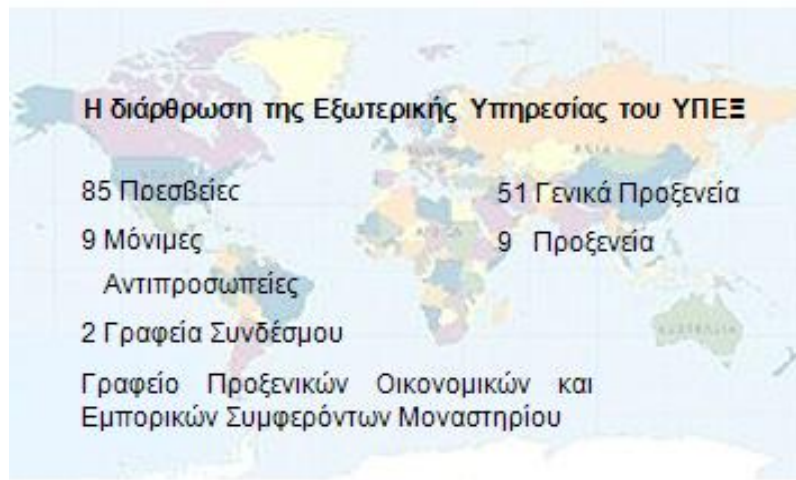 Η διάρθρωση της Εξωτερικής Υπηρεσίας του ΥΠΕΞ
85 Πρεσβείες
51 Γενικά Προξενεία
9 Μόνιμες
9 Προξενεία
Αντιπροσωπείες
2 Γραφεία Συνδέσμου
Γραφείο Προξενικών Οικονομικών και
Εμπορικών Συμφερόντων Μοναστηρίου